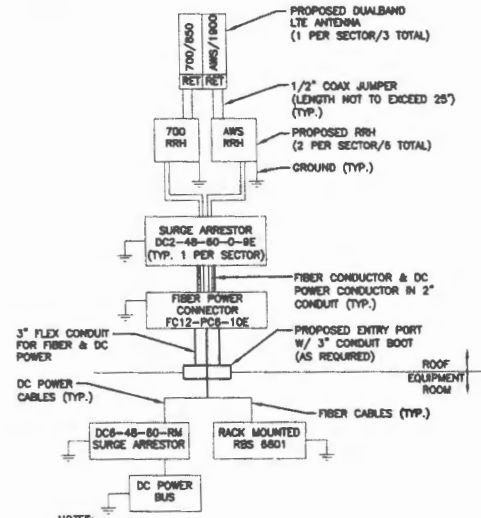 PROPOSED DUALBAND
LTE ANTENNA
(1 PER SECTOR/3 TOTAL)
700/850
AWS/1900
RET
RET
1/2" COAX JUMPER
(LENGTH NOT TO EXCEED 25')
(TYP.)
700
RRH
AWS
RRH
PROPOSED RRH
(2 PER SECTOR/6 TOTAL)
GROUND (TYP.)
SURGE ARRESTOR
DC2-48-60-0-9E
(TYP. 1 PER SECTOR)
FIBER CONDUCTOR & DC
POWER CONDUCTOR IN 2"
CONDUIT (TYP.)
FIBER POWER
CONNECTOR
FC12-PC6-10E
3" FLEX CONDUIT
FOR FIBER & DC
POWER
PROPOSED ENTRY PORT
W/ 3" CONDUIT BOOT
(AS REQUIRED)
ROOF
EQUIPMENT
ROOM
DC POWER
CABLES (TYP.)
FIBER CABLES (TYP.)
DC6-48-60-RM
SURGE ARRESTOR
RACK MOUNTED
RBS 6601
DC POWER
BUS
NOTES: